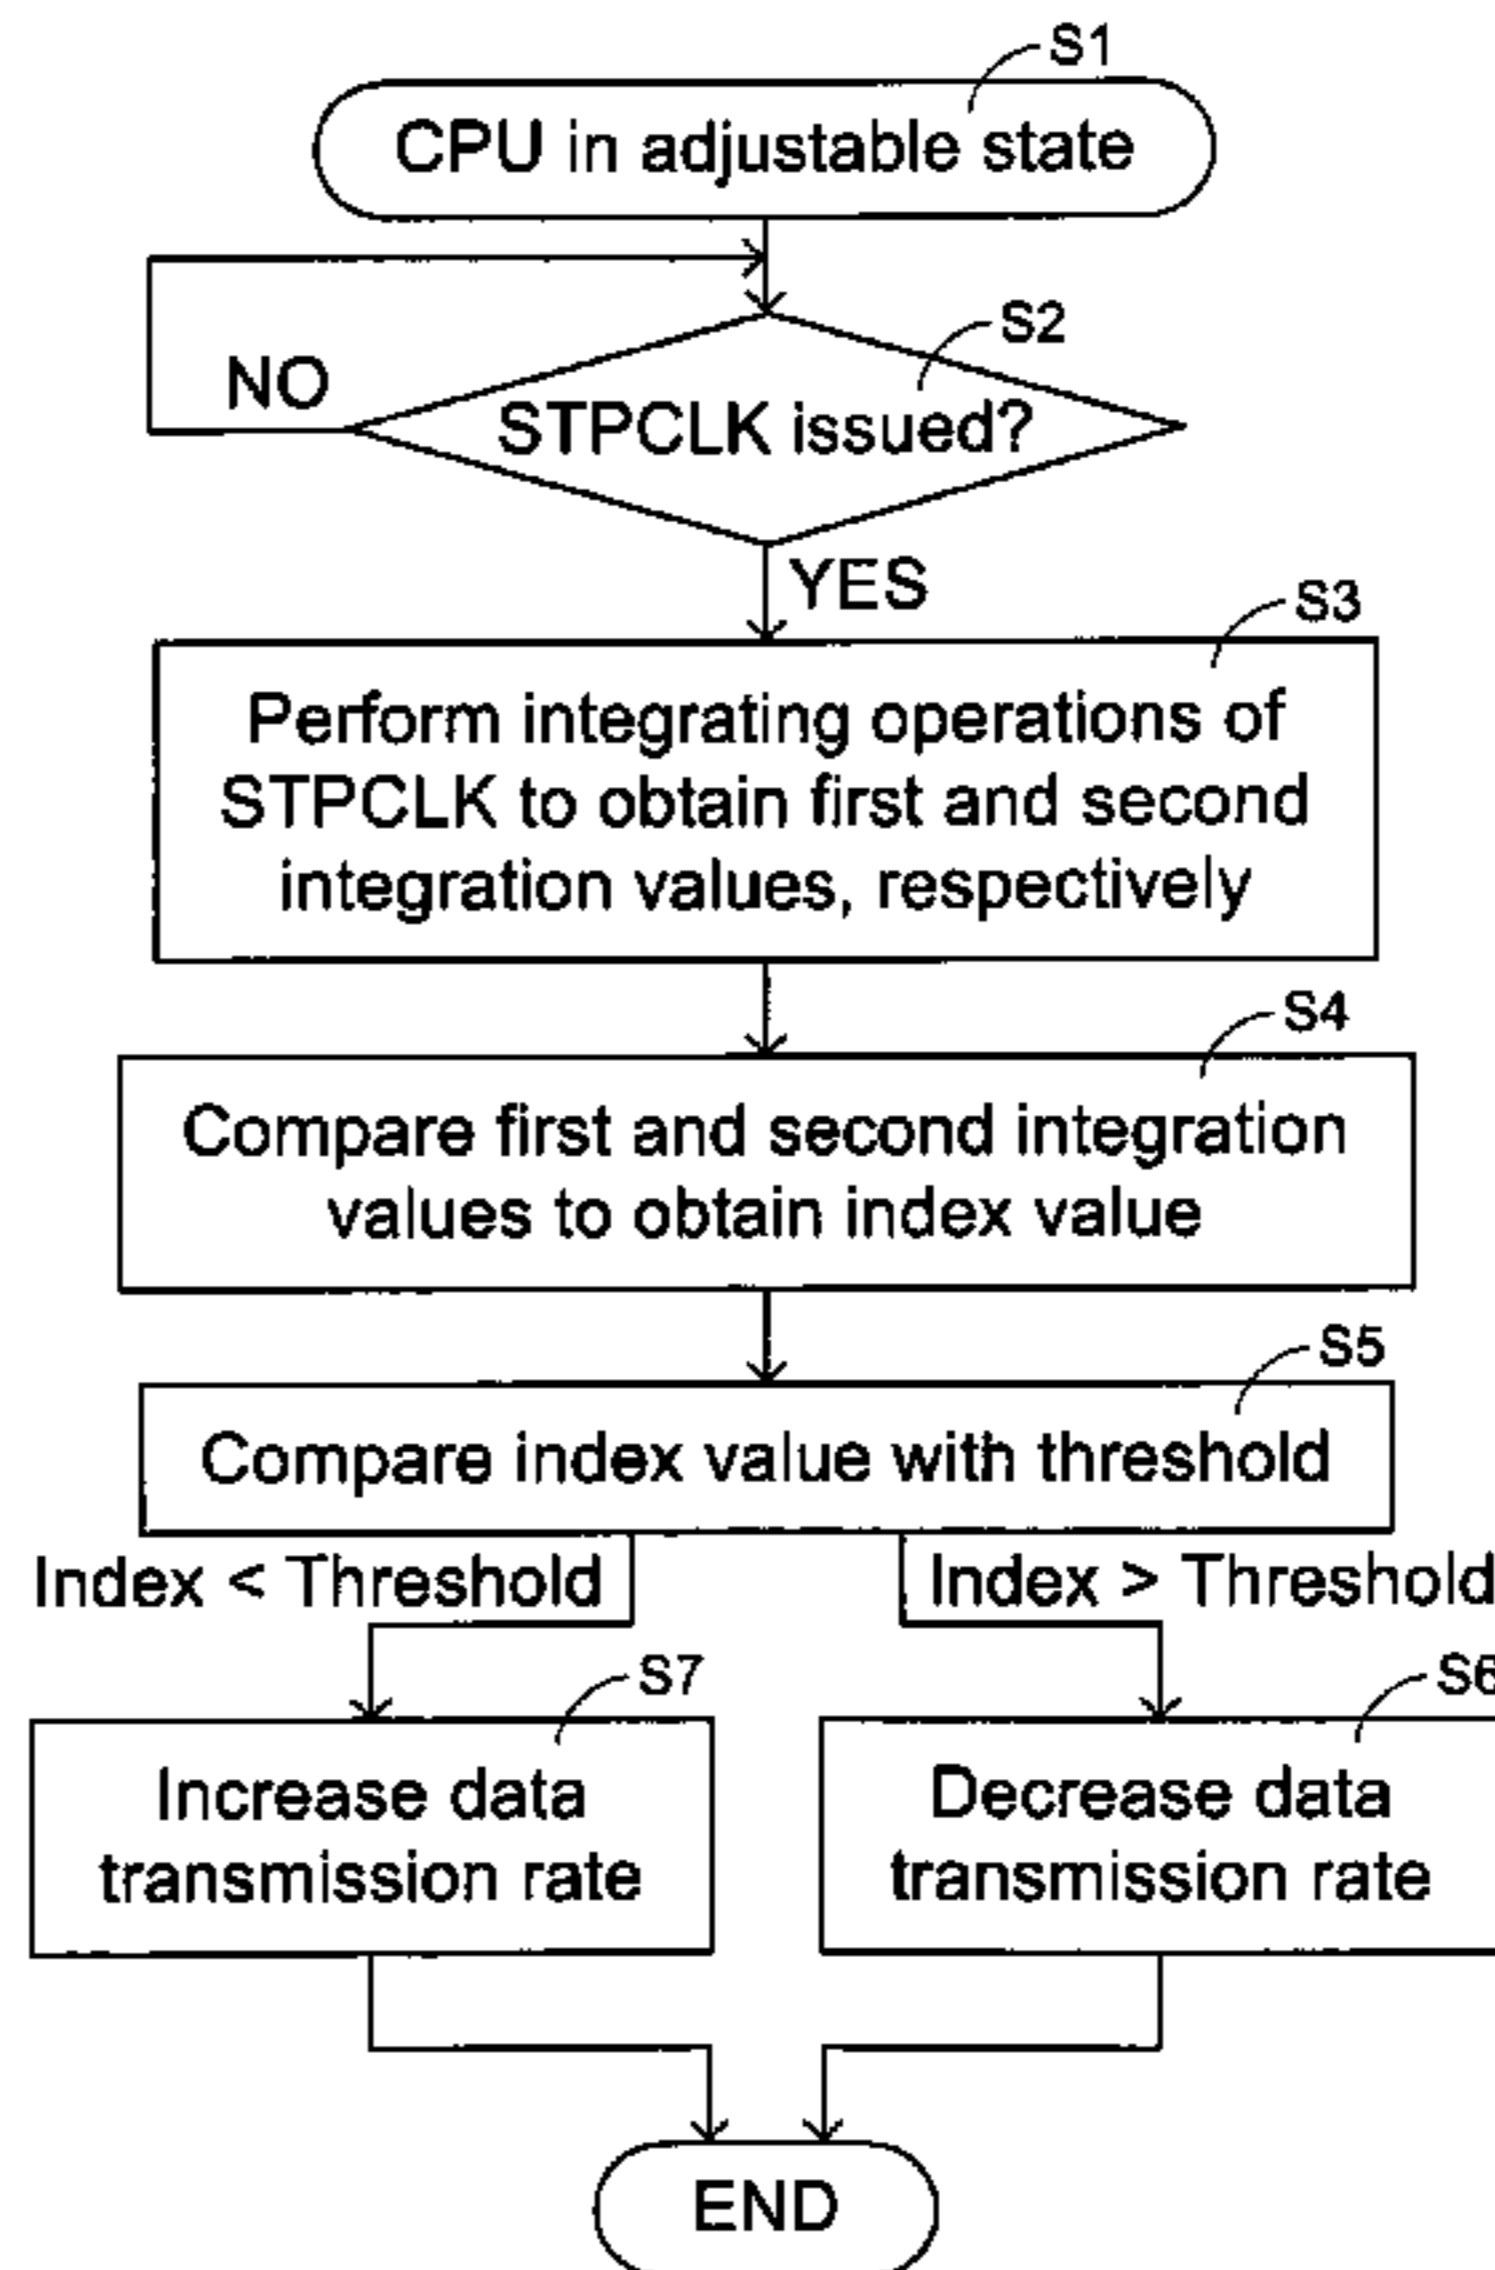 S1
CPU in adjustable state
S2
NO
STPCLK issued?
YES
S3
Perform integrating operations of
STPCLK to obtain first and second
integration values, respectively
S4
Compare first and second integration
values to obtain index value
S5
Compare index value with threshold
Index < Threshold
Index > Threshold
S7
S6
Increase data
transmission rate
Decrease data
transmission rate
END